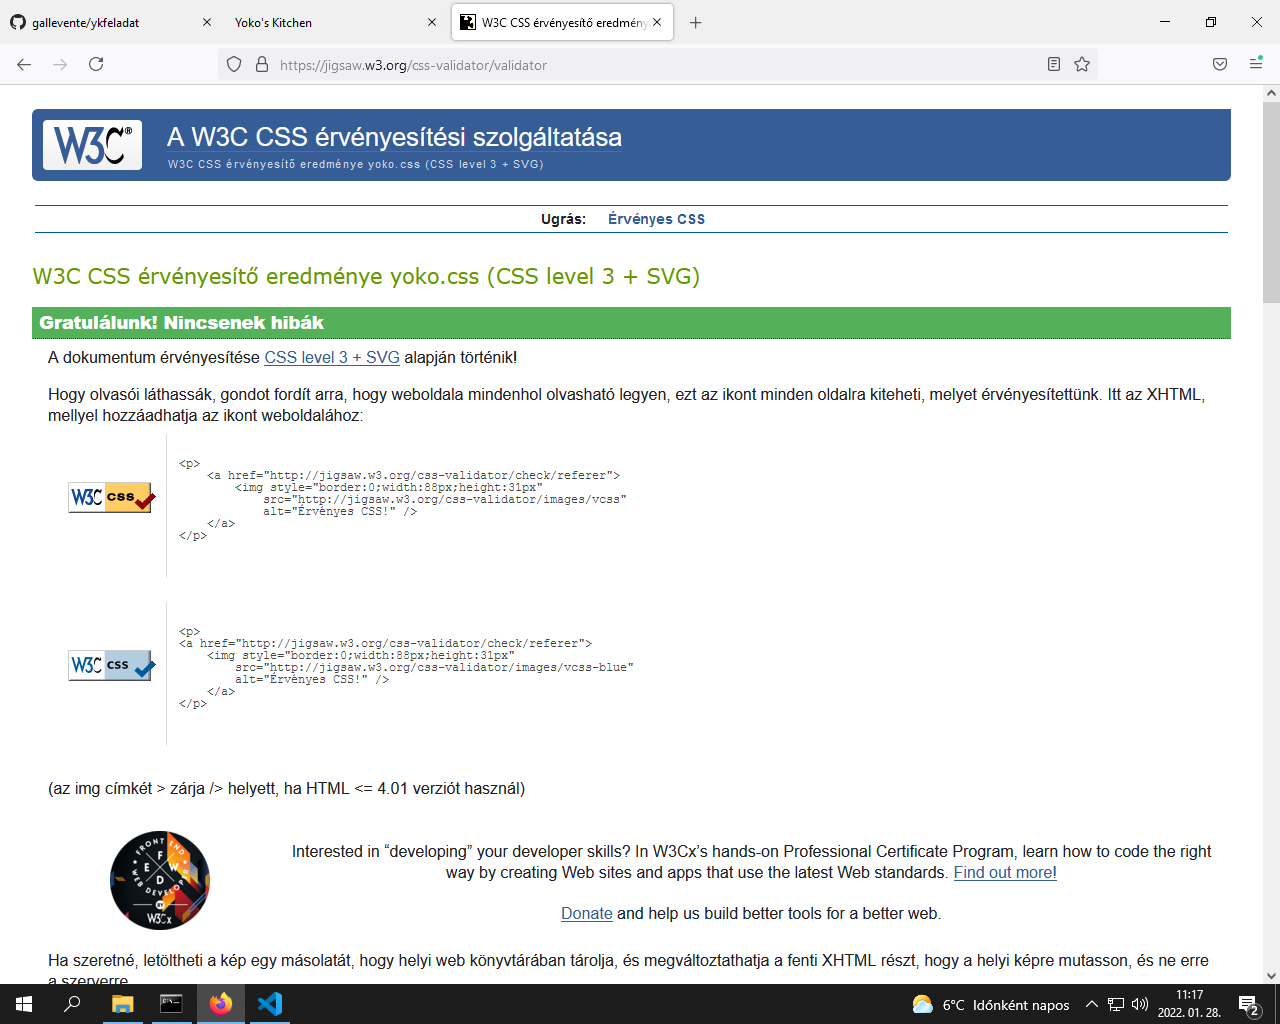 gallevente/ykfeladat
Yoko's Kitchen
W3C CSS érvényesítő eredmény
https://jigsaw.w3.org/css-validator/validator
W3C®
A W3C CSS érvényesítési szolgáltatása
W3C CSS érvényesítő eredménye yoko.css (CSS level 3 + SVG)
Ugrás: Érvényes CSS
W3C CSS érvényesítő eredménye yoko.css (CSS level 3 + SVG)
Gratulálunk! Nincsenek hibák
A dokumentum érvényesítése CSS level 3 + SVG alapján történik!
Hogy olvasói láthassák, gondot fordít arra, hogy weboldala mindenhol olvasható legyen, ezt az ikont minden oldalra kiteheti, melyet érvényesítettünk. Itt az XHTML,
mellyel hozzáadhatja az ikont weboldalához:
W3C CSS
<p>
<a href="http://jigsaw.w3.org/css-validator/check/referer">
<img style="border:0;width:88px;height:31px"
src="http://jigsaw.w3.org/css-validator/images/vcss"
alt="Érvényes CSS!" />
</a>
</p>
W3C CSS
<p>
<a href="http://jigsaw.w3.org/css-validator/check/referer">
<img style="border:0;width:88px;height:31px"
src="http://jigsaw.w3.org/css-validator/images/vcss-blue"
alt="Érvényes CSS!" />
</a>
</p>
(az img címkét > zárja /> helyett, ha HTML <= 4.01 verziót használ)
FRONT END
F
E W
D
WEB DEVELOP
BY
W3Cx
Interested in “developing” your developer skills? In W3Cx’s hands-on Professional Certificate Program, learn how to code the right
way by creating Web sites and apps that use the latest Web standards. Find out more!
Donate and help us build better tools for a better web.
Ha szeretné, letöltheti a kép egy másolatát, hogy helyi web könyvtárában tárolja, és megváltoztathatja a fenti XHTML részt, hogy a helyi képre mutasson, és ne erre
a szerverre
6°C Időnként napos
11:17
2022. 01. 28.
2